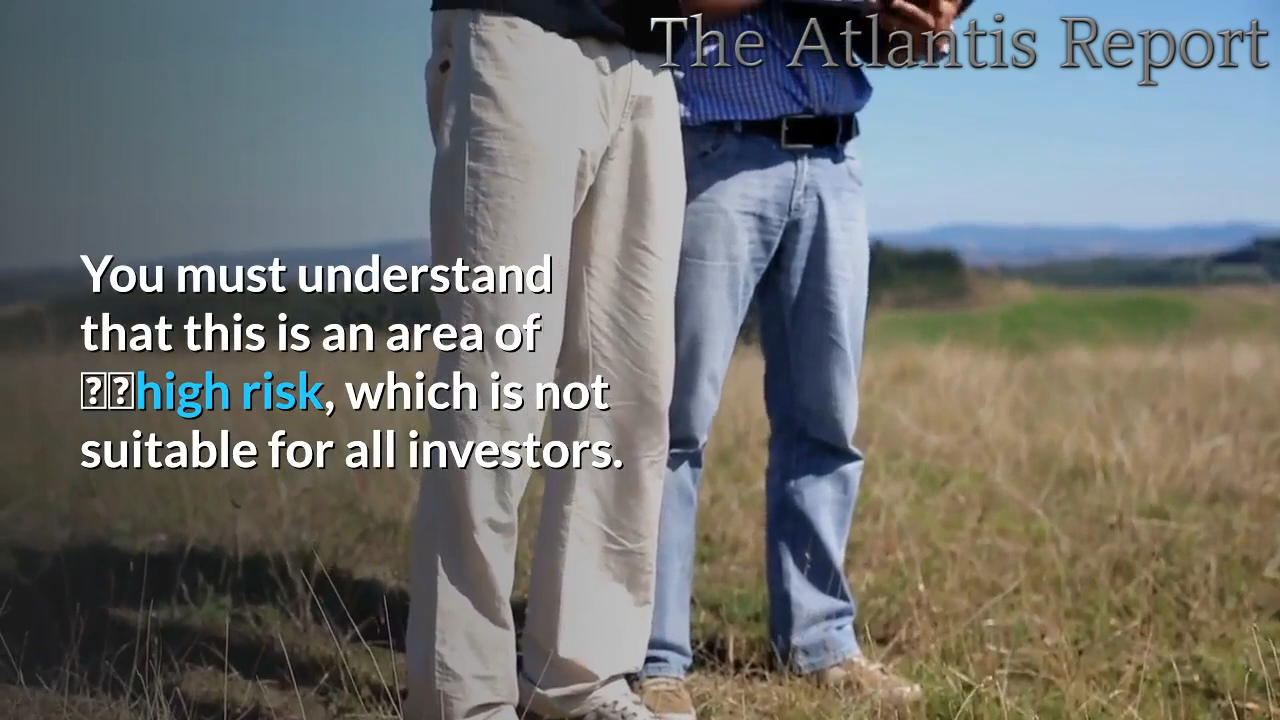 The Atlantis Report
You must understand
that this is an area of
high risk, which is not
suitable for all investors.